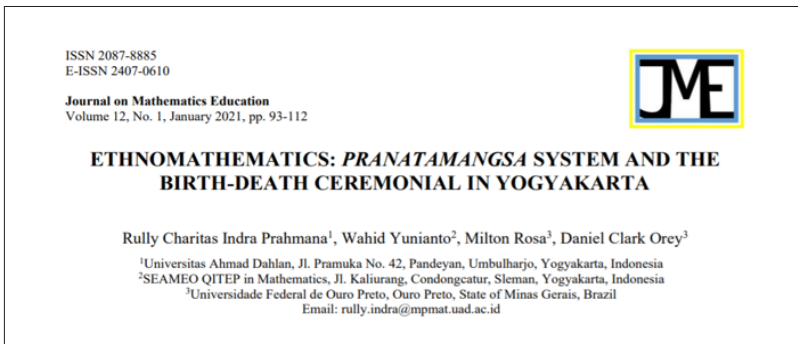 ISSN 2087-8885
E-ISSN 2407-0610
JME
Journal on Mathematics Education
Volume 12, No. 1, January 2021, pp. 93-112
ETHNOMATHEMATICS: PRANATAMANGSA SYSTEM AND THE
BIRTH-DEATH CEREMONIAL IN YOGYAKARTA
Rully Charitas Indra Prahmana¹, Wahid Yunianto², Milton Rosa³, Daniel Clark Orey³
¹Universitas Ahmad Dahlan, Jl. Pramuka No. 42, Pandeyan, Umbulharjo, Yogyakarta, Indonesia
²SEAMEO QITEP in Mathematics, Jl. Kaliurang, Condongcatur, Sleman, Yogyakarta, Indonesia
³Universidade Federal de Ouro Preto, Ouro Preto, State of Minas Gerais, Brazil
Email: rully.indra@mpmat.uad.ac.id